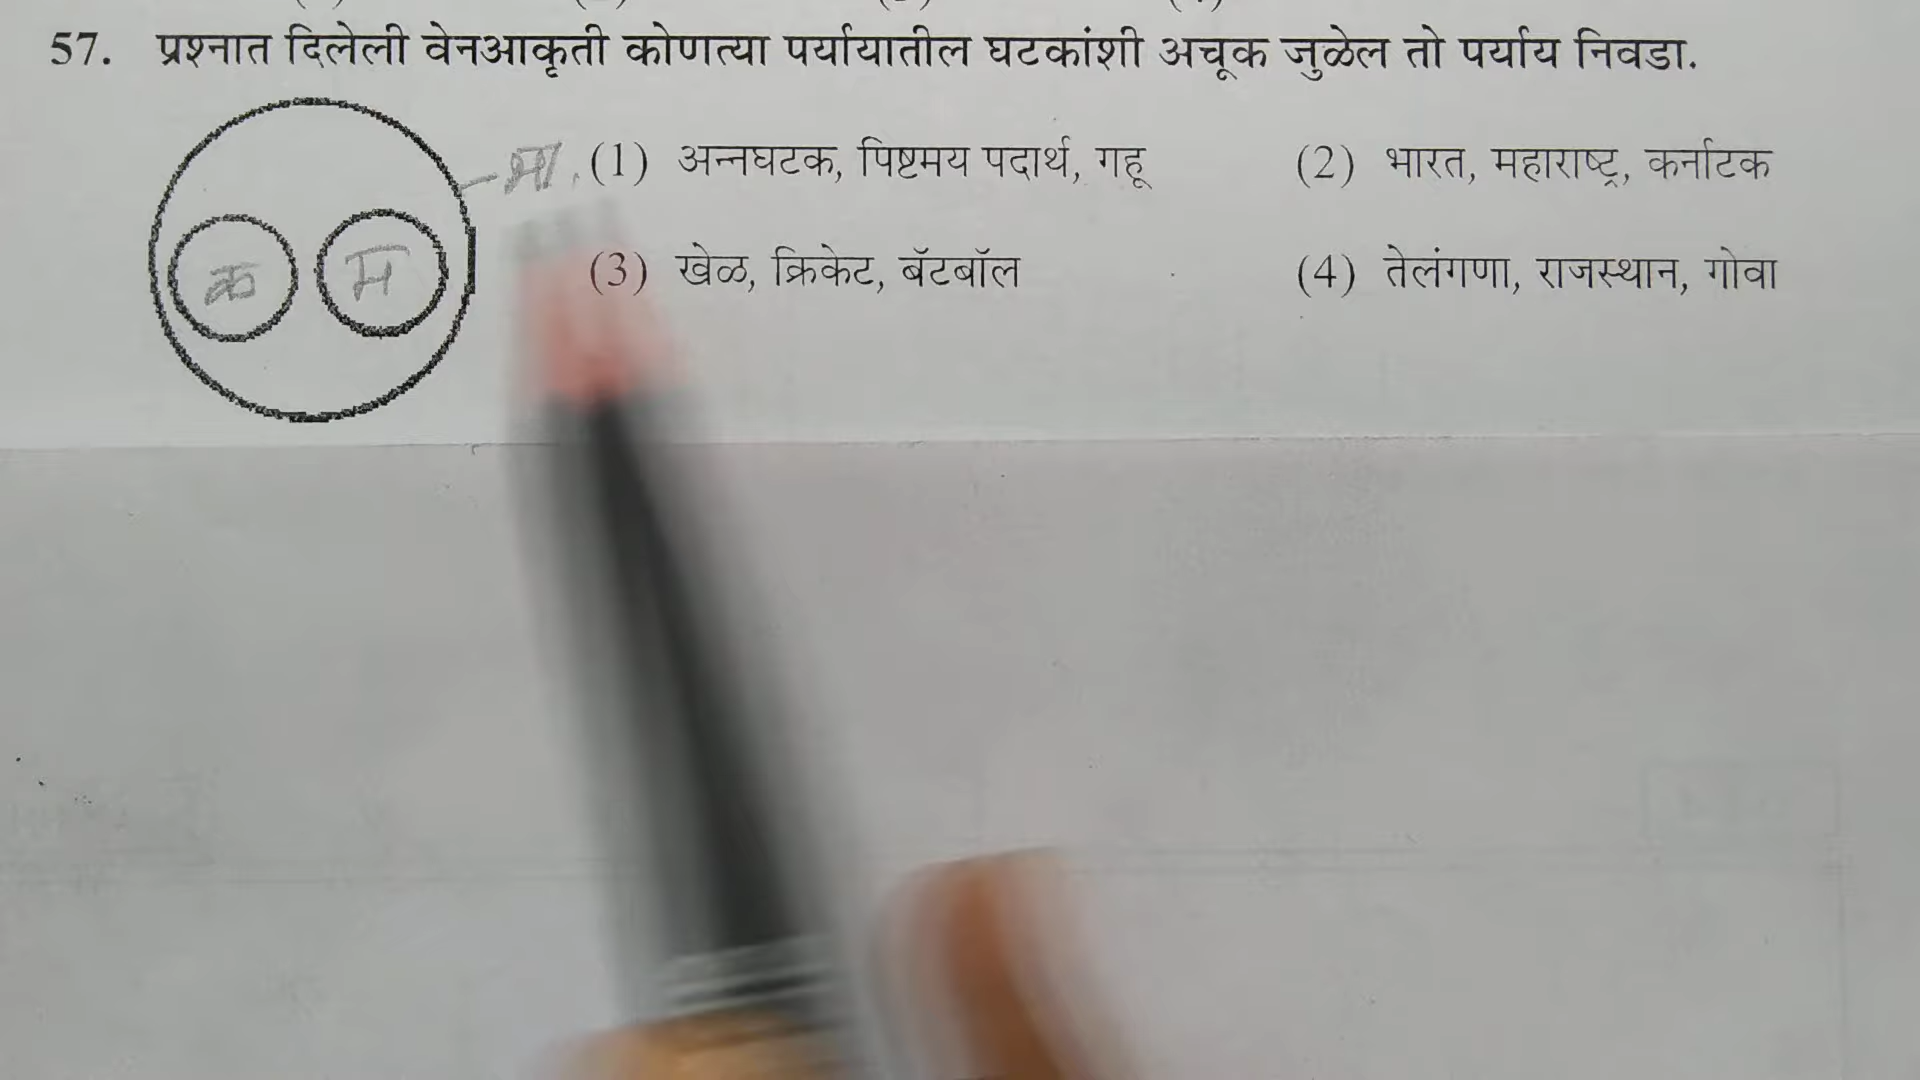 57. प्रश्नात दिलेली वेनआकृती कोणत्या पर्यायातील घटकांशी अचूक जुळेल तो पर्याय निवडा.
भा. (1) अन्नघटक, पिष्टमय पदार्थ, गहू (2) भारत, महाराष्ट्र, कर्नाटक
क म (3) खेळ, क्रिकेट, बॅटबॉल (4) तेलंगणा, राजस्थान, गोवा